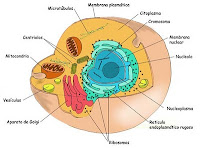 Membrana plasmática
Microtúbulos
Citoplasma
Cromosoma
Centriolos
Membrana
nuclear
Mitocondria
Nucleolo
Vesículas
Nucleoplasma
Aparato de Golgi
Retículo
endoplasmático rugoso
Ribosomas